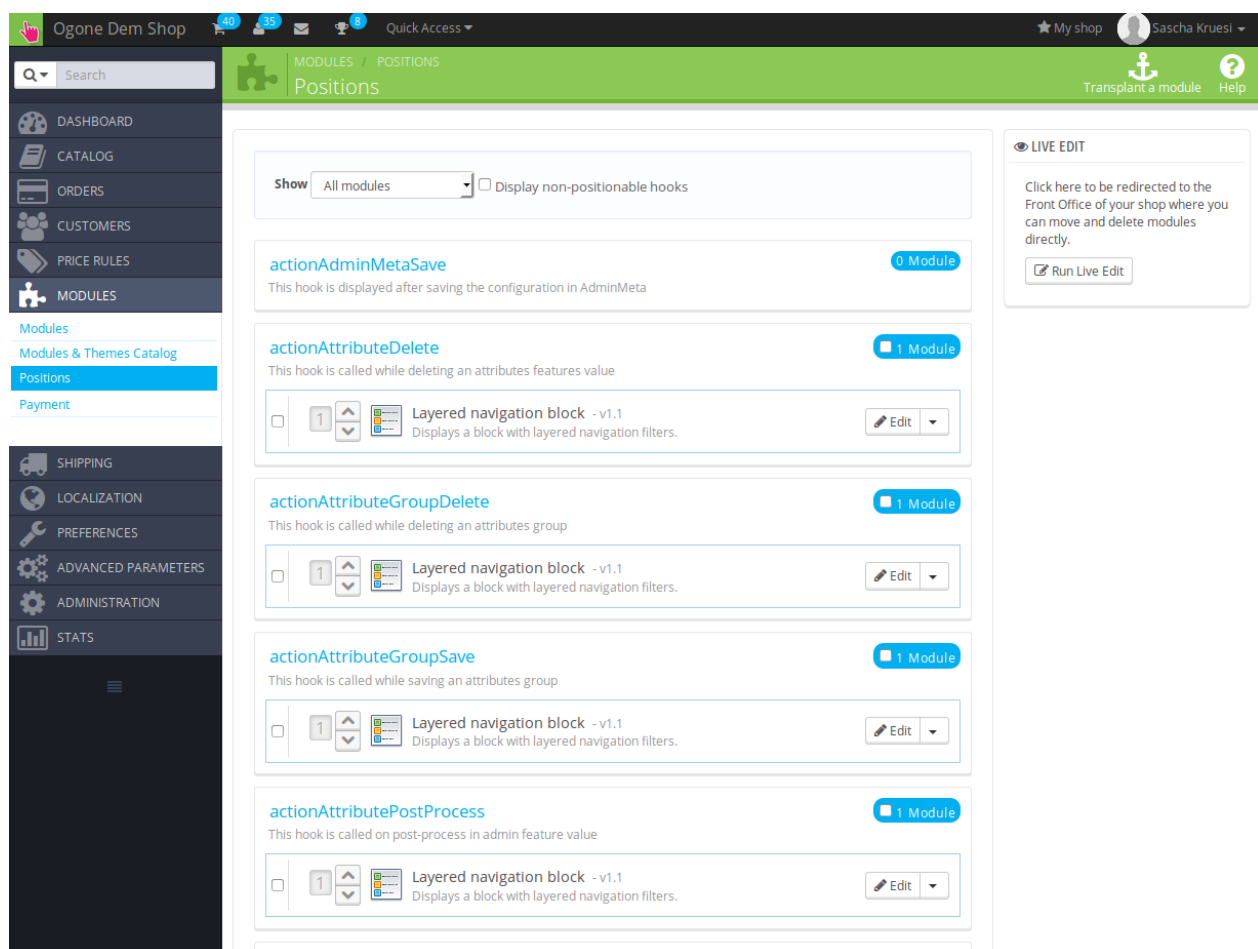 Ogone Dem Shop 40 35 8 Quick Access My shop Sascha Kruesi
Search
MODULES / POSITIONS
Positions
Transplant a module Help
DASHBOARD
CATALOG
ORDERS
CUSTOMERS
PRICE RULES
MODULES
Modules
Modules & Themes Catalog
Positions
Payment
SHIPPING
LOCALIZATION
PREFERENCES
ADVANCED PARAMETERS
ADMINISTRATION
STATS
Show All modules Display non-positionable hooks
actionAdminMetaSave 0 Module
This hook is displayed after saving the configuration in AdminMeta
actionAttributeDelete 1 Module
This hook is called while deleting an attributes features value
1 Layered navigation block - v1.1
Displays a block with layered navigation filters.
Edit
actionAttributeGroupDelete 1 Module
This hook is called while deleting an attributes group
1 Layered navigation block - v1.1
Displays a block with layered navigation filters.
Edit
actionAttributeGroupSave 1 Module
This hook is called while saving an attributes group
1 Layered navigation block - v1.1
Displays a block with layered navigation filters.
Edit
actionAttributePostProcess 1 Module
This hook is called on post-process in admin feature value
1 Layered navigation block - v1.1
Displays a block with layered navigation filters.
Edit
LIVE EDIT
Click here to be redirected to the
Front Office of your shop where you
can move and delete modules
directly.
Run Live Edit